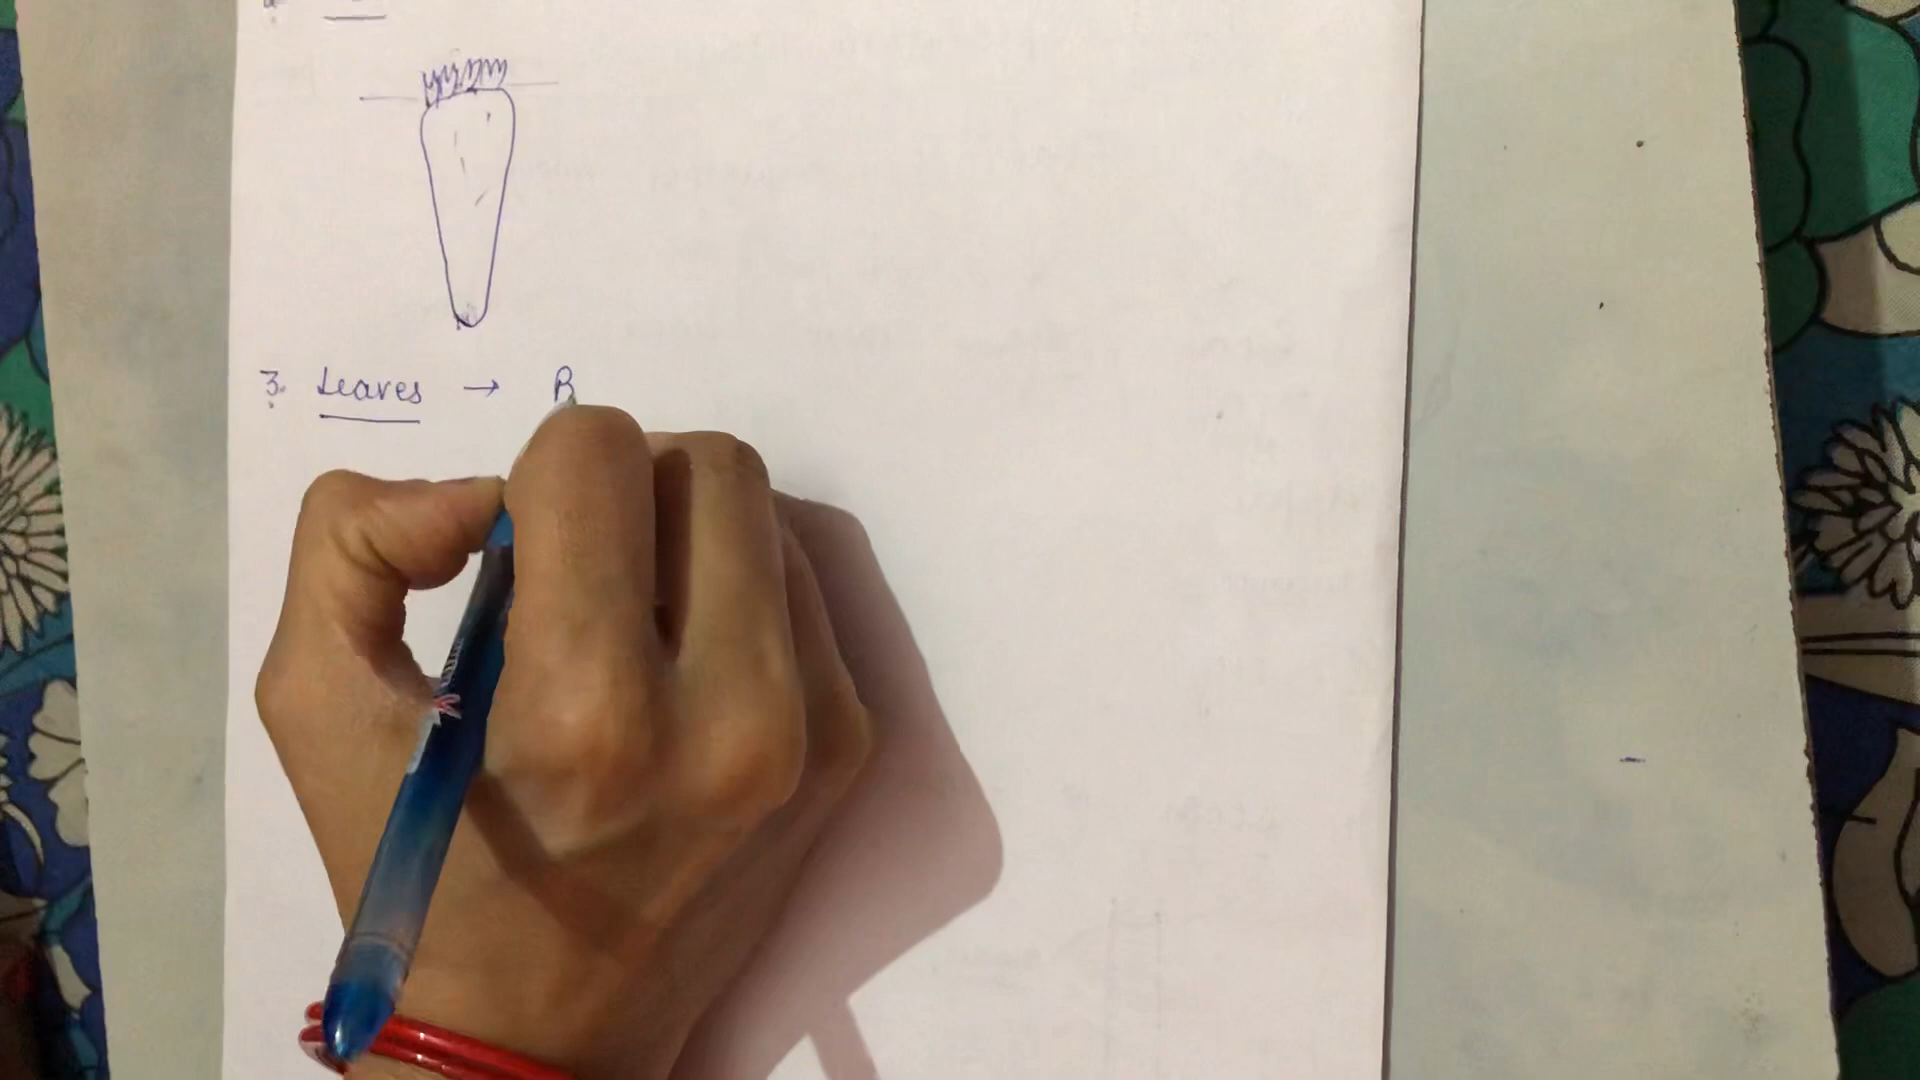 3. Leaves → B